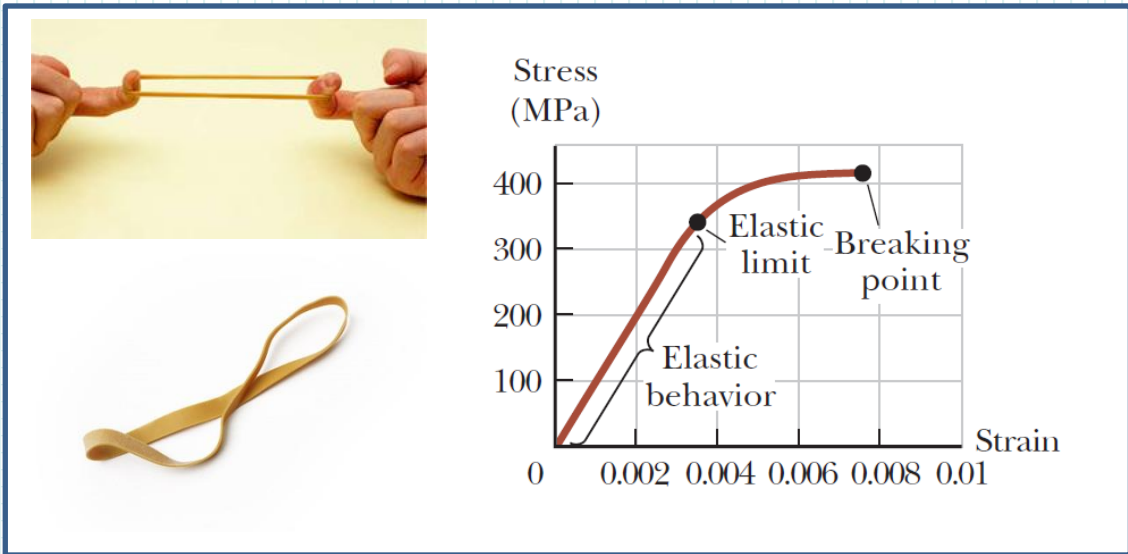 Stress
(MPa)
400
300
200
100
0
Elastic
limit
Breaking
point
Elastic
behavior
Strain
0.002 0.004 0.006 0.008 0.01